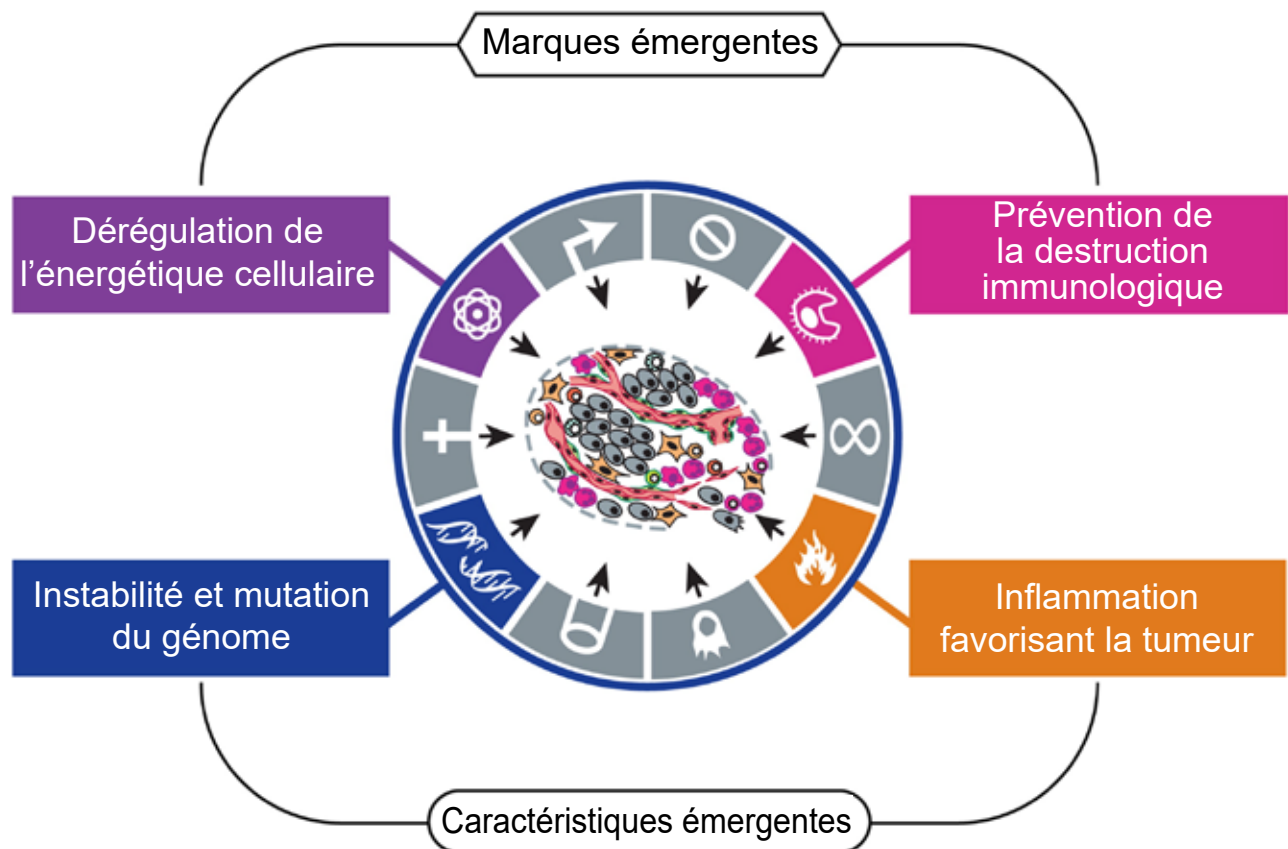 Marques émergentes
Dérégulation de
l’énergétique cellulaire
Prévention de
la destruction
immunologique
Instabilité et mutation
du génome
Inflammation
favorisant la tumeur
Caractéristiques émergentes